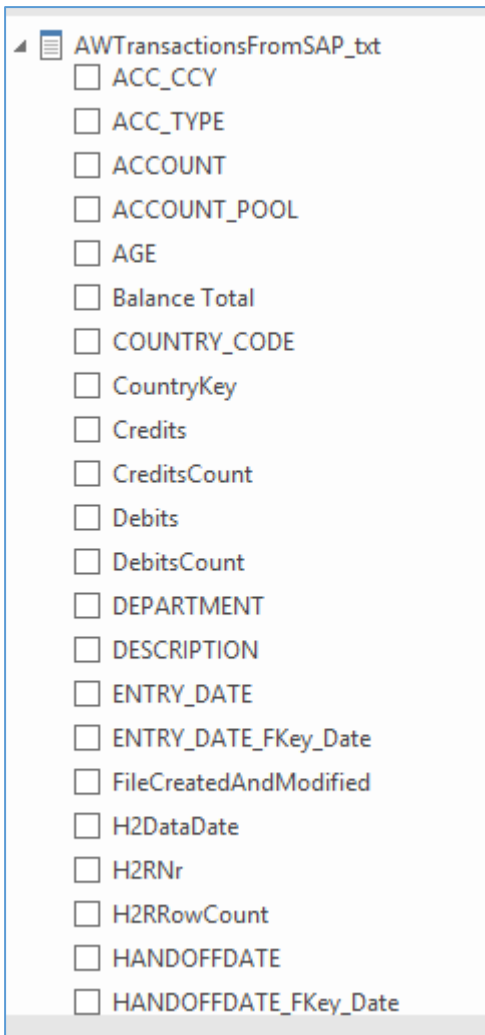 AWTransactionsFromSAP_txt
ACC_CCY
ACC_TYPE
ACCOUNT
ACCOUNT_POOL
AGE
Balance Total
COUNTRY_CODE
CountryKey
Credits
CreditsCount
Debits
DebitsCount
DEPARTMENT
DESCRIPTION
ENTRY_DATE
ENTRY_DATE_FKey_Date
FileCreatedAndModified
H2DataDate
H2RNr
H2RRowCount
HANDOFFDATE
HANDOFFDATE_FKey_Date